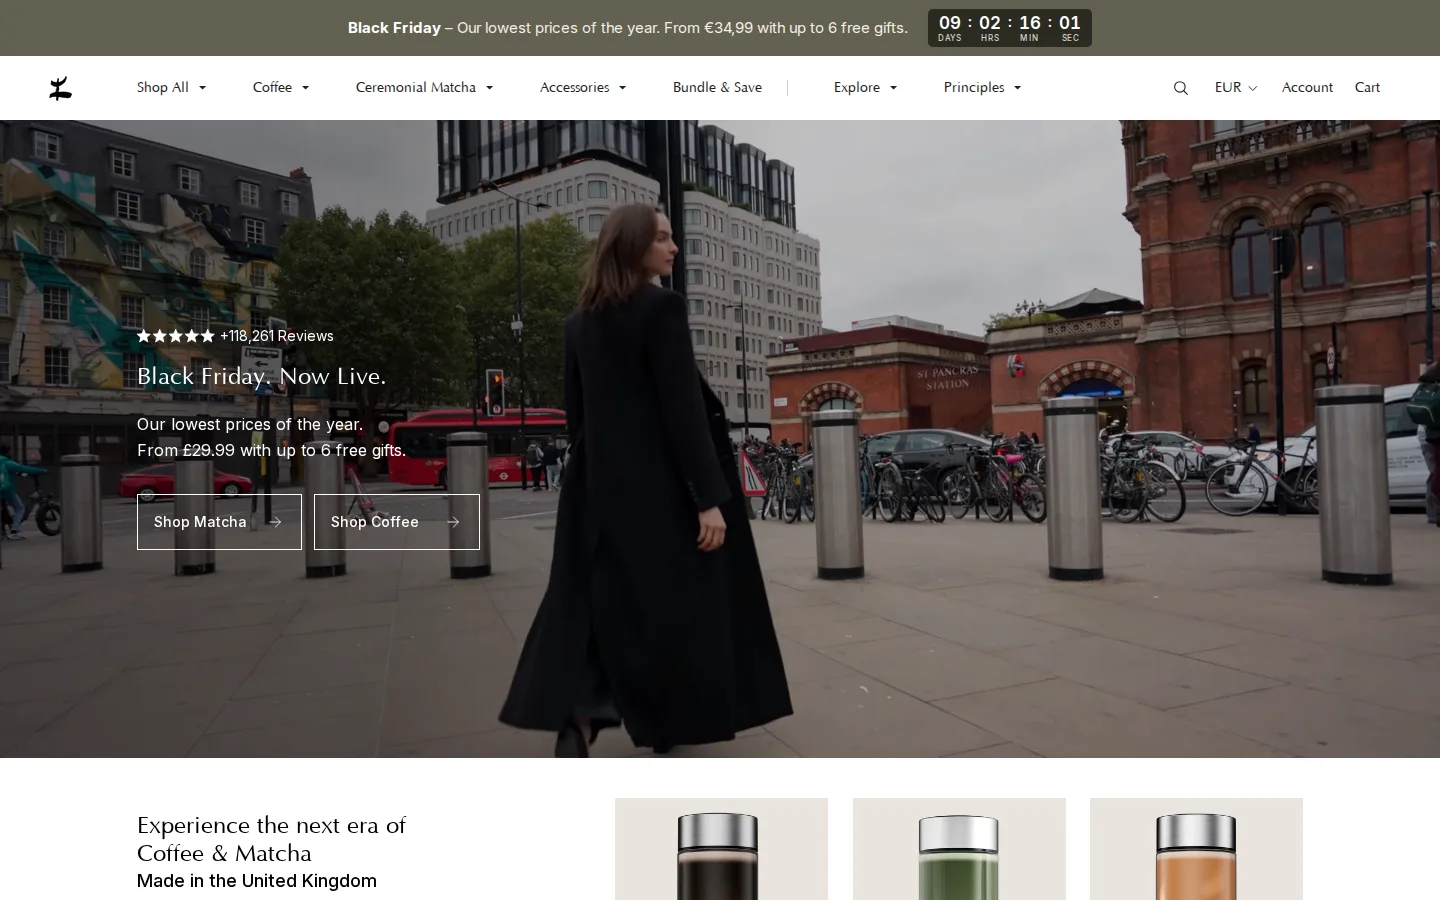 Black Friday – Our lowest prices of the year. From €34,99 with up to 6 free gifts.
09 : 02 : 16 : 01
DAYS HRS MIN SEC
Shop All
Coffee
Ceremonial Matcha
Accessories
Bundle & Save
Explore
Principles
EUR
Account
Cart
ST PANCRAS
STATION
+118,261 Reviews
Black Friday. Now Live.
Our lowest prices of the year.
From £29.99 with up to 6 free gifts.
Shop Matcha
Shop Coffee
Experience the next era of
Coffee & Matcha
Made in the United Kingdom